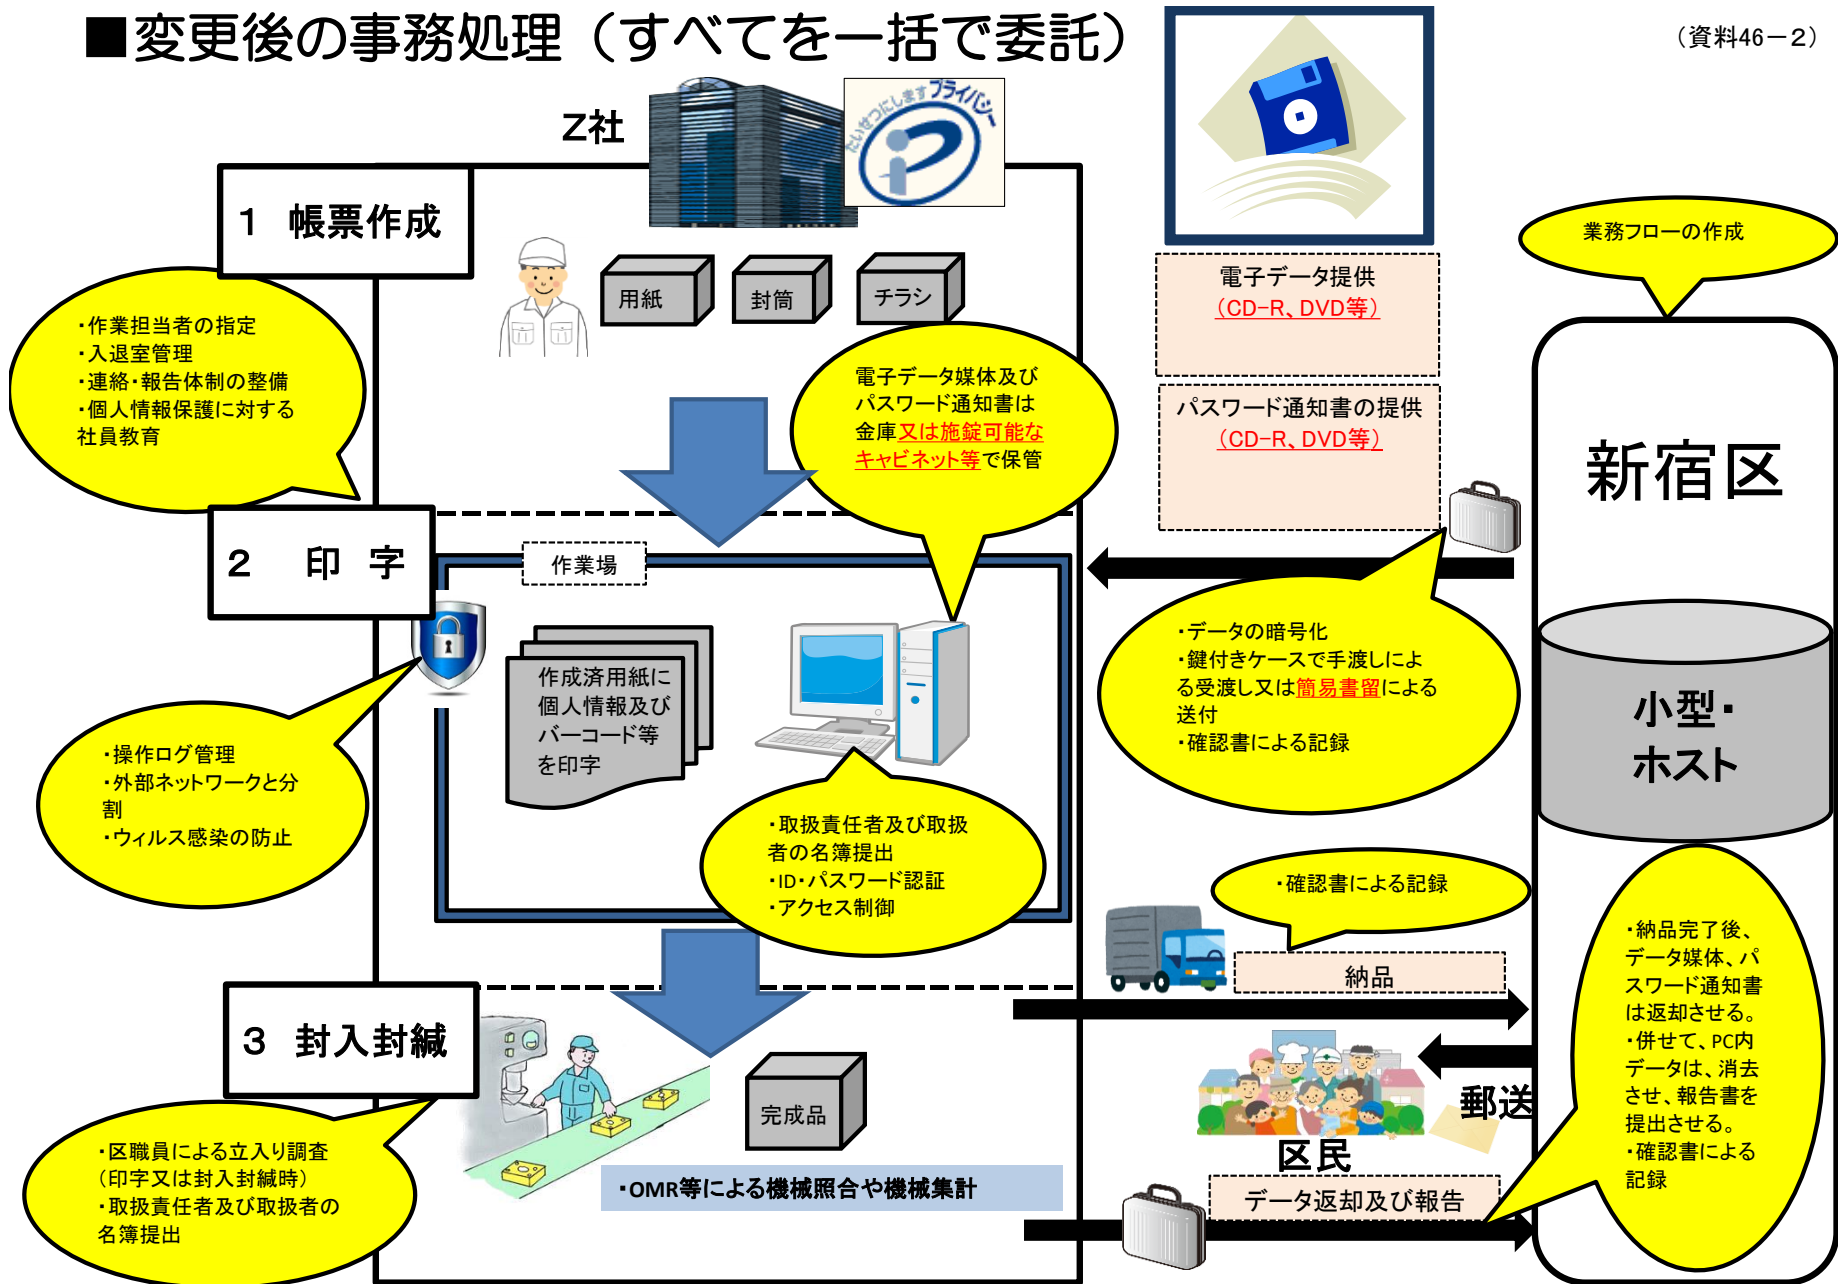 ■変更後の事務処理（すべてを一括で委託）
（資料46－2）
Z社
たいせつにしますプライバシー
1　帳票作成
用紙
封筒
チラシ
・作業担当者の指定
・入退室管理
・連絡・報告体制の整備
・個人情報保護に対する
社員教育
電子データ媒体及び
パスワード通知書は
金庫又は施錠可能な
キャビネット等で保管
電子データ提供
（CD-R、DVD等）
パスワード通知書の提供
（CD-R、DVD等）
業務フローの作成
新宿区
小型・
ホスト
2　印　字
作業場
作成済用紙に
個人情報及び
バーコード等
を印字
・データの暗号化
・鍵付きケースで手渡しによ
る受渡し又は簡易書留による
送付
・確認書による記録
・操作ログ管理
・外部ネットワークと分
割
・ウィルス感染の防止
・取扱責任者及び取扱
者の名簿提出
・ID・パスワード認証
・アクセス制御
・確認書による記録
納品
・納品完了後、
データ媒体、パ
スワード通知書
は返却させる。
・併せて、PC内
データは、消去
させ、報告書を
提出させる。
・確認書による
記録
3　封入封緘
完成品
郵送
区民
・区職員による立入り調査
（印字又は封入封緘時）
・取扱責任者及び取扱者の
名簿提出
・OMR等による機械照合や機械集計
データ返却及び報告